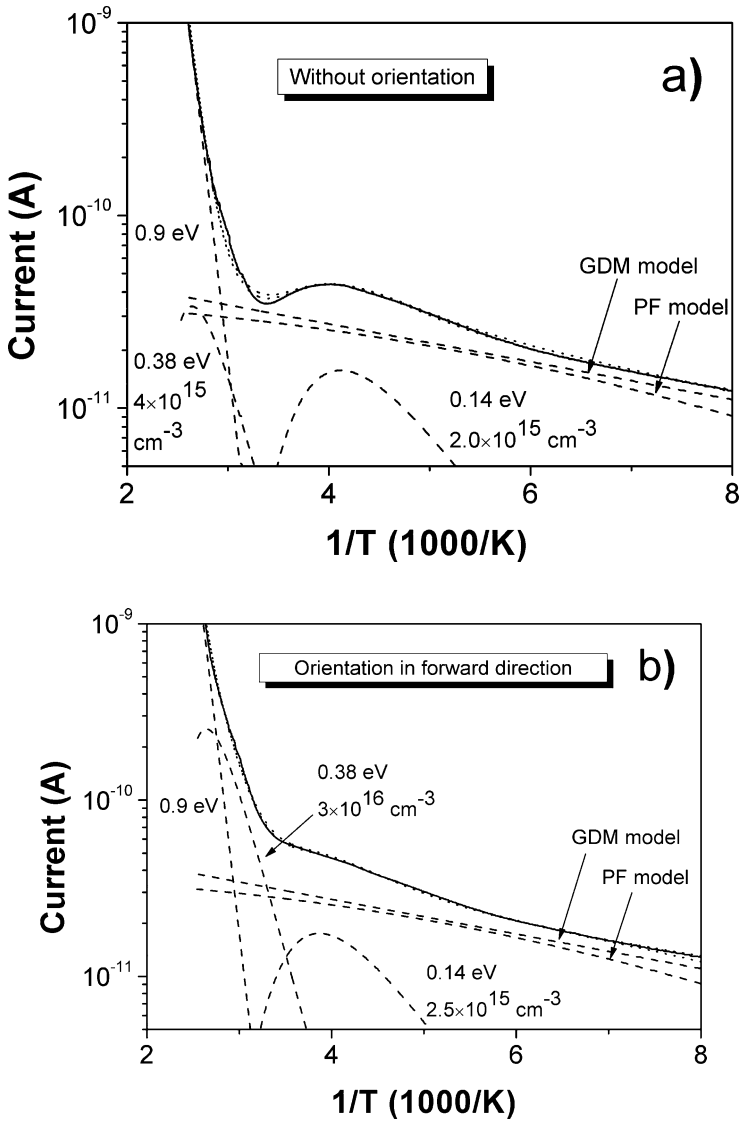 10⁻⁹
Without orientation
a)
10⁻¹⁰
0.9 eV
GDM model
PF model
0.38 eV
4×10¹⁵
cm⁻³
10⁻¹¹
0.14 eV
2.0×10¹⁵ cm⁻³
Current (A)
2 4 6 8
1/T (1000/K)
10⁻⁹
Orientation in forward direction
b)
0.38 eV
3×10¹⁶ cm⁻³
10⁻¹⁰
0.9 eV
GDM model
PF model
10⁻¹¹
0.14 eV
2.5×10¹⁵ cm⁻³
Current (A)
2 4 6 8
1/T (1000/K)